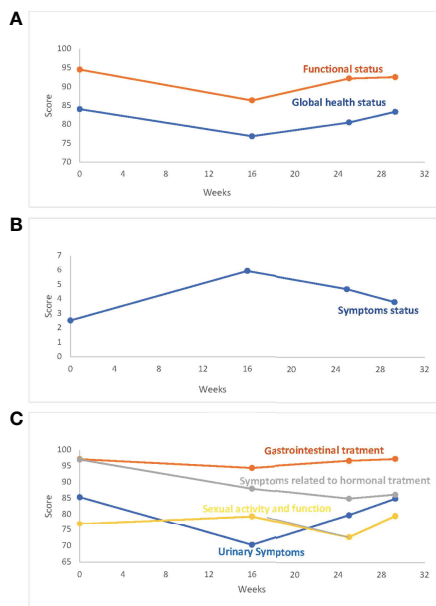 A
100
95
90
85
80
75
70
Score
Functional status
Global health status
0 4 8 12 16 20 24 28 32
Weeks
B
7
6
5
4
3
2
1
0
Score
Symptoms status
0 4 8 12 16 20 24 28 32
Weeks
C
100
95
90
85
80
75
70
65
Score
Gastrointestinal tratment
Symptoms related to hormonal tratment
Sexual activity and function
Urinary Symptoms
0 4 8 12 16 20 24 28 32
Weeks